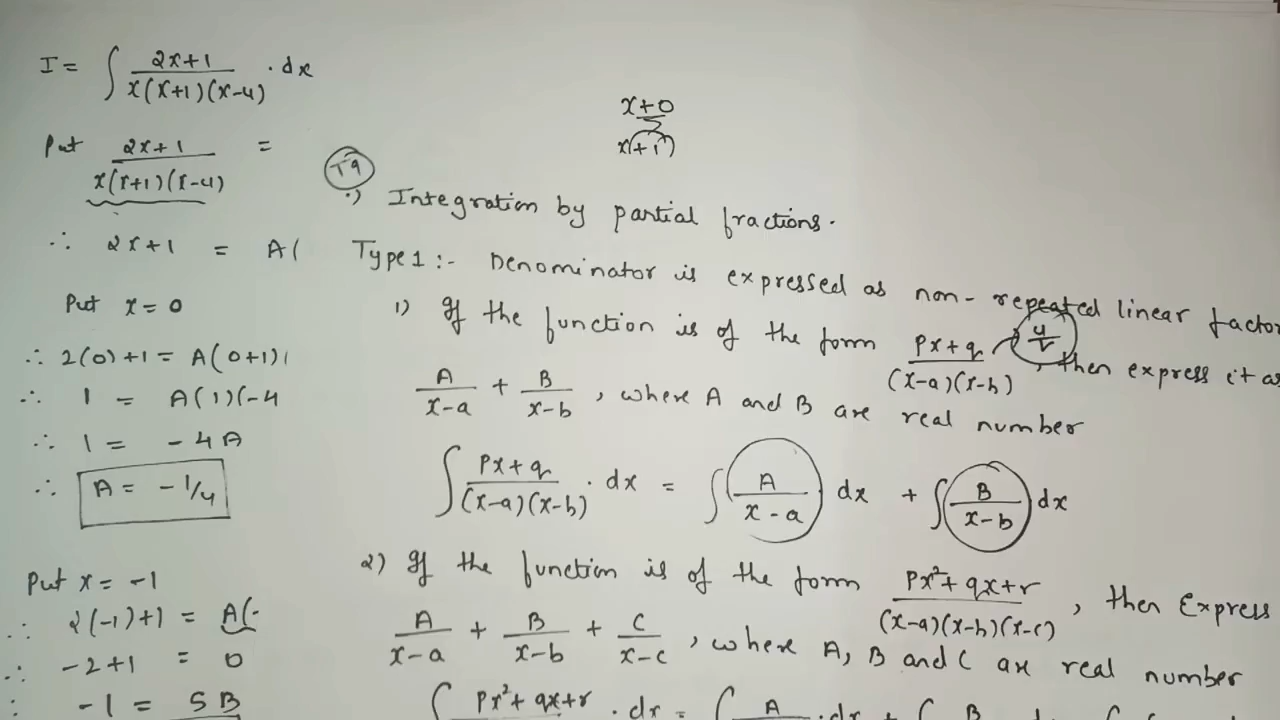 I = ∫ 2x+1 / x(x+1)(x-4) . dx
Put 2x+1 / x(x+1)(x-4) =
∴ 2x+1 = A(
Put x = 0
∴ 2(0)+1 = A(0+1)(
∴ 1 = A(1)(-4
∴ 1 = -4A
∴ A = -1/4
Put x = -1
∴ 2(-1)+1 = A(-
∴ -2+1 = 0
∴ -1 = 5B
x+0
x+1
Integration by partial fractions.
Type 1 :- Denominator is expressed as non-repeated linear factor
1) If the function is of the form px+q / (x-a)(x-b) u/v, then express it as
A/x-a + B/x-b, where A and B are real number
∫ px+q / (x-a)(x-b) . dx = ∫ A/x-a dx + ∫ B/x-b dx
2) If the function is of the form px²+qx+r / (x-a)(x-b)(x-c), then Express
A/x-a + B/x-b + C/x-c, where A, B and C are real number
∫ px²+qx+r . dx = ∫ A . dx + ∫ B